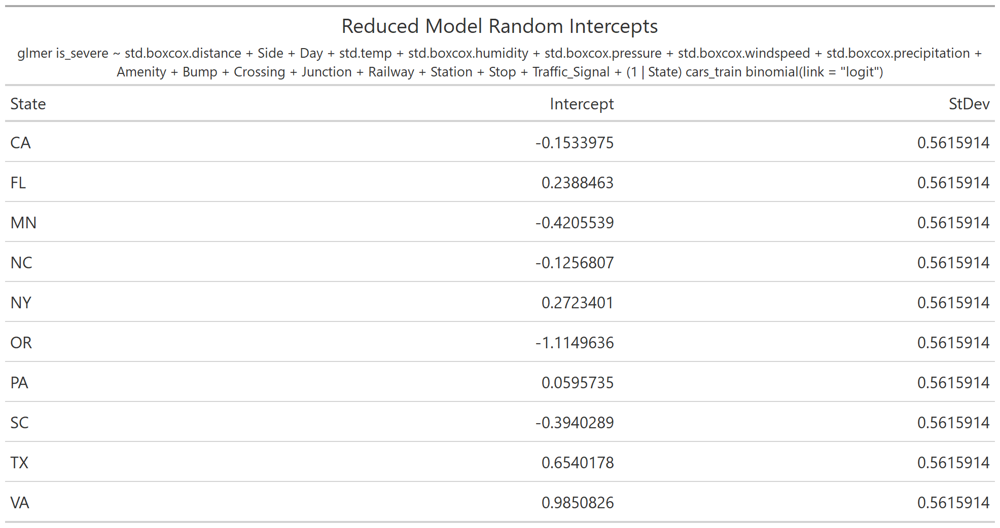 Reduced Model Random Intercepts
glmer is_severe ~ std.boxcox.distance + Side + Day + std.temp + std.boxcox.humidity + std.boxcox.pressure + std.boxcox.windspeed + std.boxcox.precipitation +
Amenity + Bump + Crossing + Junction + Railway + Station + Stop + Traffic_Signal + (1 | State) cars_train binomial(link = "logit")
State Intercept StDev
CA -0.1533975 0.5615914
FL 0.2388463 0.5615914
MN -0.4205539 0.5615914
NC -0.1256807 0.5615914
NY 0.2723401 0.5615914
OR -1.1149636 0.5615914
PA 0.0595735 0.5615914
SC -0.3940289 0.5615914
TX 0.6540178 0.5615914
VA 0.9850826 0.5615914